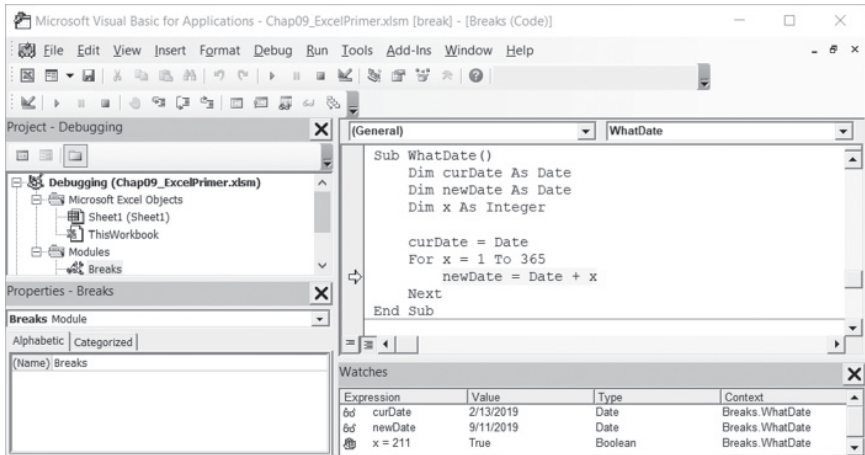 Microsoft Visual Basic for Applications - Chap09_ExcelPrimer.xlsm [break] - [Breaks (Code)]
File Edit View Insert Format Debug Run Tools Add-Ins Window Help
Project - Debugging
Debugging (Chap09_ExcelPrimer.xlsm)
Microsoft Excel Objects
Sheet1 (Sheet1)
ThisWorkbook
Modules
Breaks
Properties - Breaks
Breaks Module
Alphabetic Categorized
(Name) Breaks
(General) WhatDate
Sub WhatDate()
Dim curDate As Date
Dim newDate As Date
Dim x As Integer
curDate = Date
For x = 1 To 365
newDate = Date + x
Next
End Sub
Watches
Expression Value Type Context
curDate 2/13/2019 Date Breaks.WhatDate
newDate 9/11/2019 Date Breaks.WhatDate
x = 211 True Boolean Breaks.WhatDate